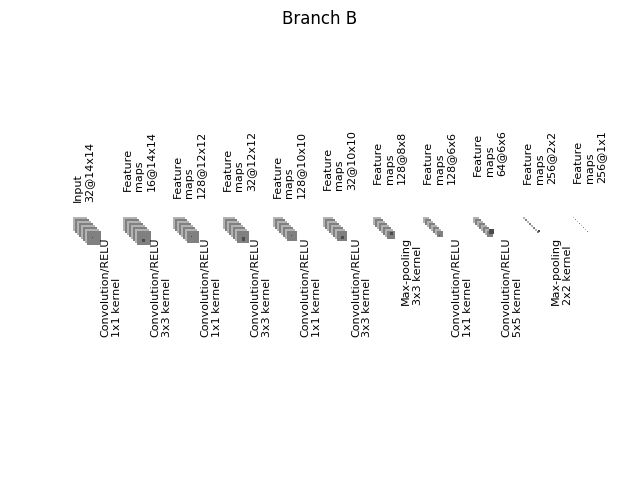 Branch B
Input
32@14x14
Feature
maps
16@14x14
Feature
maps
128@12x12
Feature
maps
32@12x12
Feature
maps
128@10x10
Feature
maps
32@10x10
Feature
maps
128@8x8
Feature
maps
128@6x6
Feature
maps
64@6x6
Feature
maps
256@2x2
Feature
maps
256@1x1
Convolution/RELU
1x1 kernel
Convolution/RELU
3x3 kernel
Convolution/RELU
1x1 kernel
Convolution/RELU
3x3 kernel
Convolution/RELU
1x1 kernel
Convolution/RELU
3x3 kernel
Max-pooling
3x3 kernel
Convolution/RELU
1x1 kernel
Convolution/RELU
5x5 kernel
Max-pooling
2x2 kernel